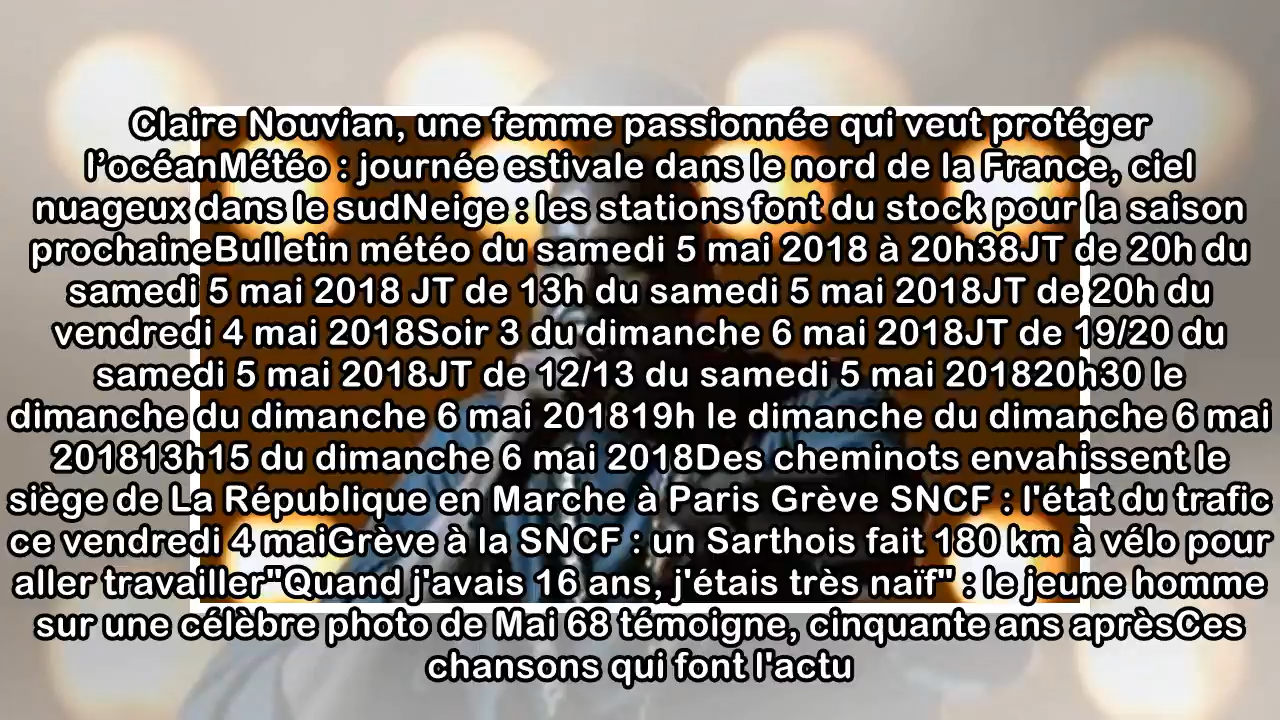 Claire Nouvian, une femme passionnée qui veut protéger
l’océanMétéo : journée estivale dans le nord de la France, ciel
nuageux dans le sudNeige : les stations font du stock pour la saison
prochaineBulletin météo du samedi 5 mai 2018 à 20h38JT de 20h du
samedi 5 mai 2018 JT de 13h du samedi 5 mai 2018JT de 20h du
vendredi 4 mai 2018Soir 3 du dimanche 6 mai 2018JT de 19/20 du
samedi 5 mai 2018JT de 12/13 du samedi 5 mai 201820h30 le
dimanche du dimanche 6 mai 201819h le dimanche du dimanche 6 mai
201813h15 du dimanche 6 mai 2018Des cheminots envahissent le
siège de La République en Marche à Paris Grève SNCF : l'état du trafic
ce vendredi 4 maiGrève à la SNCF : un Sarthois fait 180 km à vélo pour
aller travailler"Quand j'avais 16 ans, j'étais très naïf" : le jeune homme
sur une célèbre photo de Mai 68 témoigne, cinquante ans aprèsCes
chansons qui font l'actu